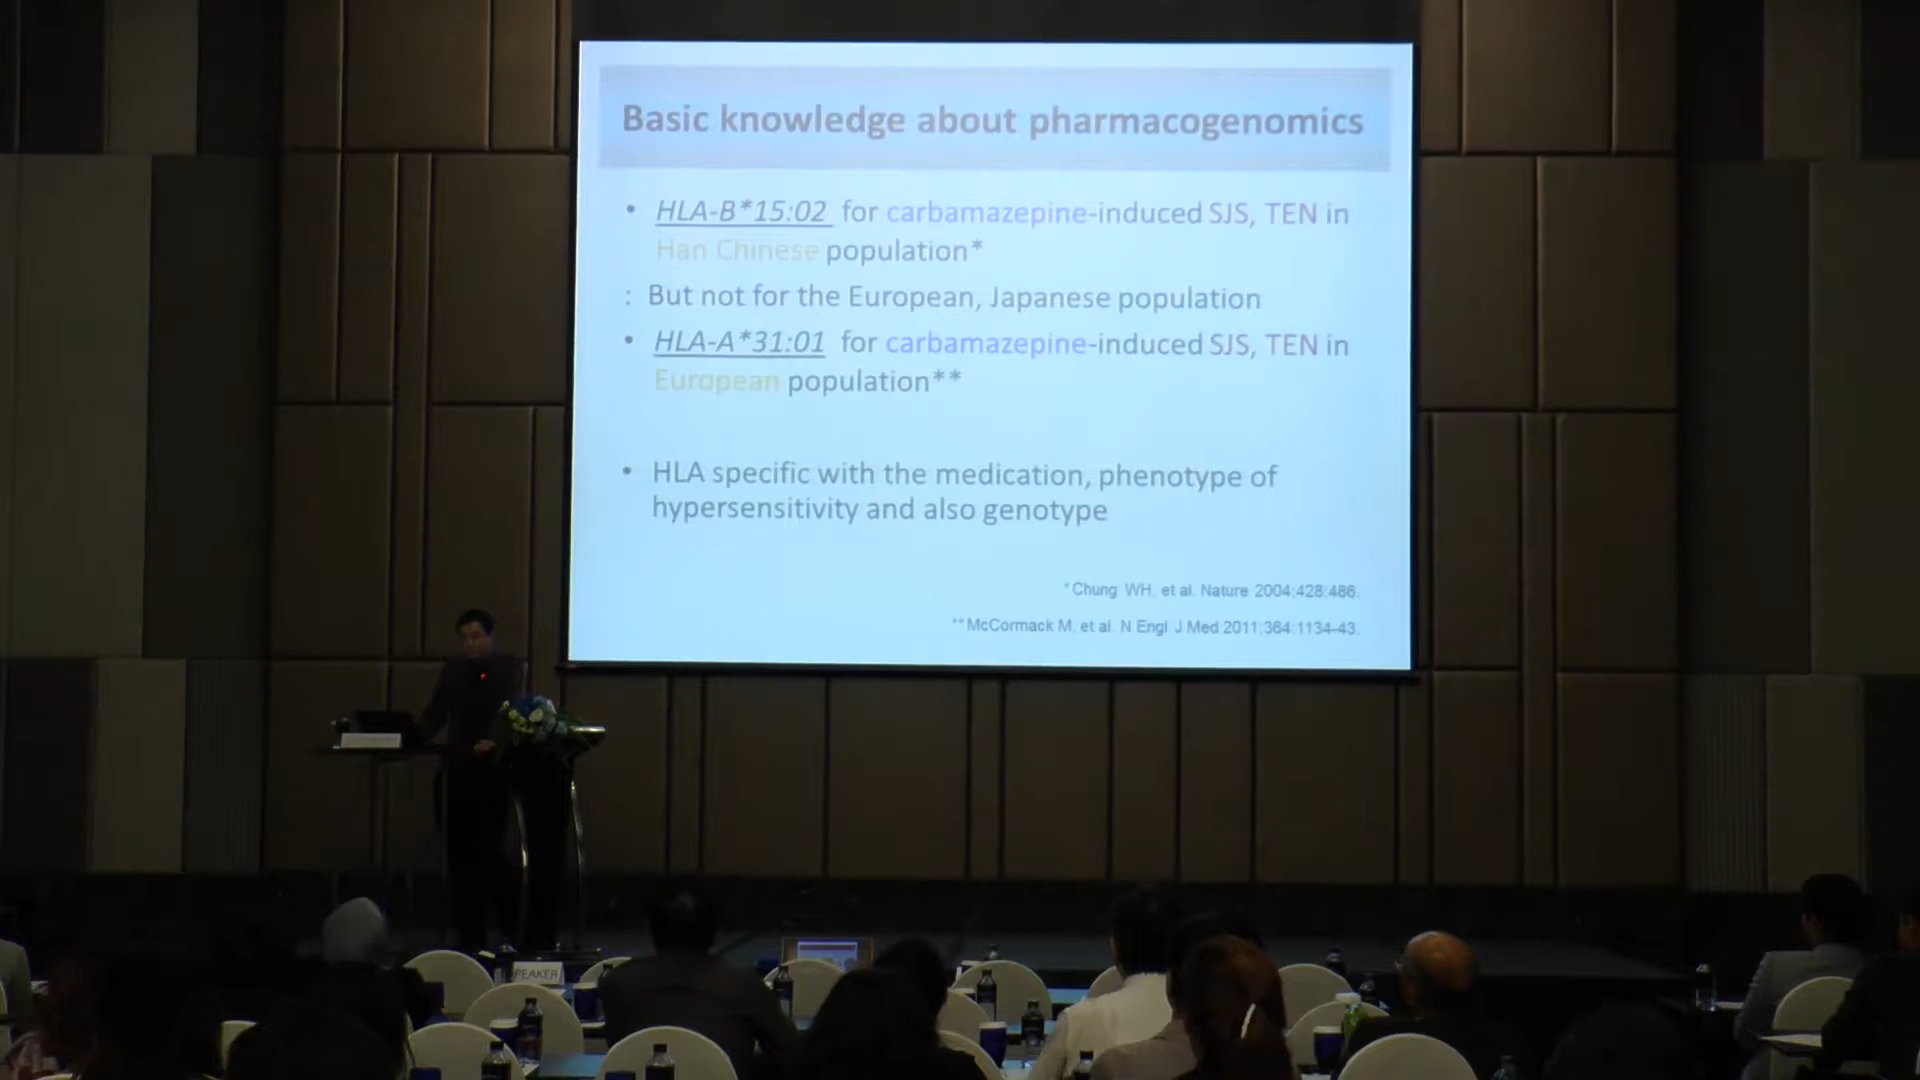 Basic knowledge about pharmacogenomics
• HLA-B*15:02 for carbamazepine-induced SJS, TEN in
Han Chinese population*
: But not for the European, Japanese population
• HLA-A*31:01 for carbamazepine-induced SJS, TEN in
European population**
• HLA specific with the medication, phenotype of
hypersensitivity and also genotype
*Chung WH, et al. Nature 2004;428:486.
**McCormack M, et al. N Engl J Med 2011;364:1134-43.
SPEAKER